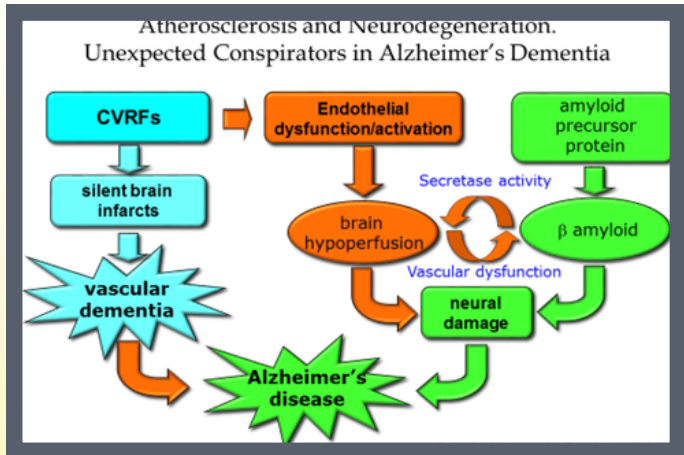 Atherosclerosis and Neurodegeneration.
Unexpected Conspirators in Alzheimer's Dementia
CVRFs
Endothelial
dysfunction/activation
amyloid
precursor
protein
silent brain
infarcts
Secretase activity
brain
hypoperfusion
β amyloid
Vascular dysfunction
vascular
dementia
neural
damage
Alzheimer's
disease